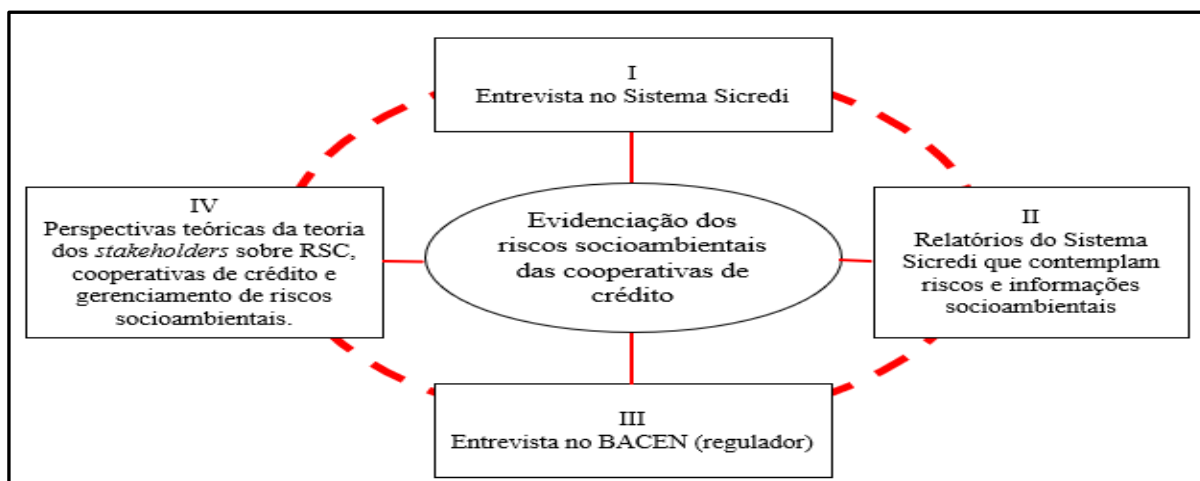 I
Entrevista no Sistema Sicredi
IV
Perspectivas teóricas da teoria
dos stakeholders sobre RSC,
cooperativas de crédito e
gerenciamento de riscos
socioambientais.
Evidenciação dos
riscos socioambientais
das cooperativas de
crédito
II
Relatórios do Sistema
Sicredi que contemplam
riscos e informações
socioambientais
III
Entrevista no BACEN (regulador)